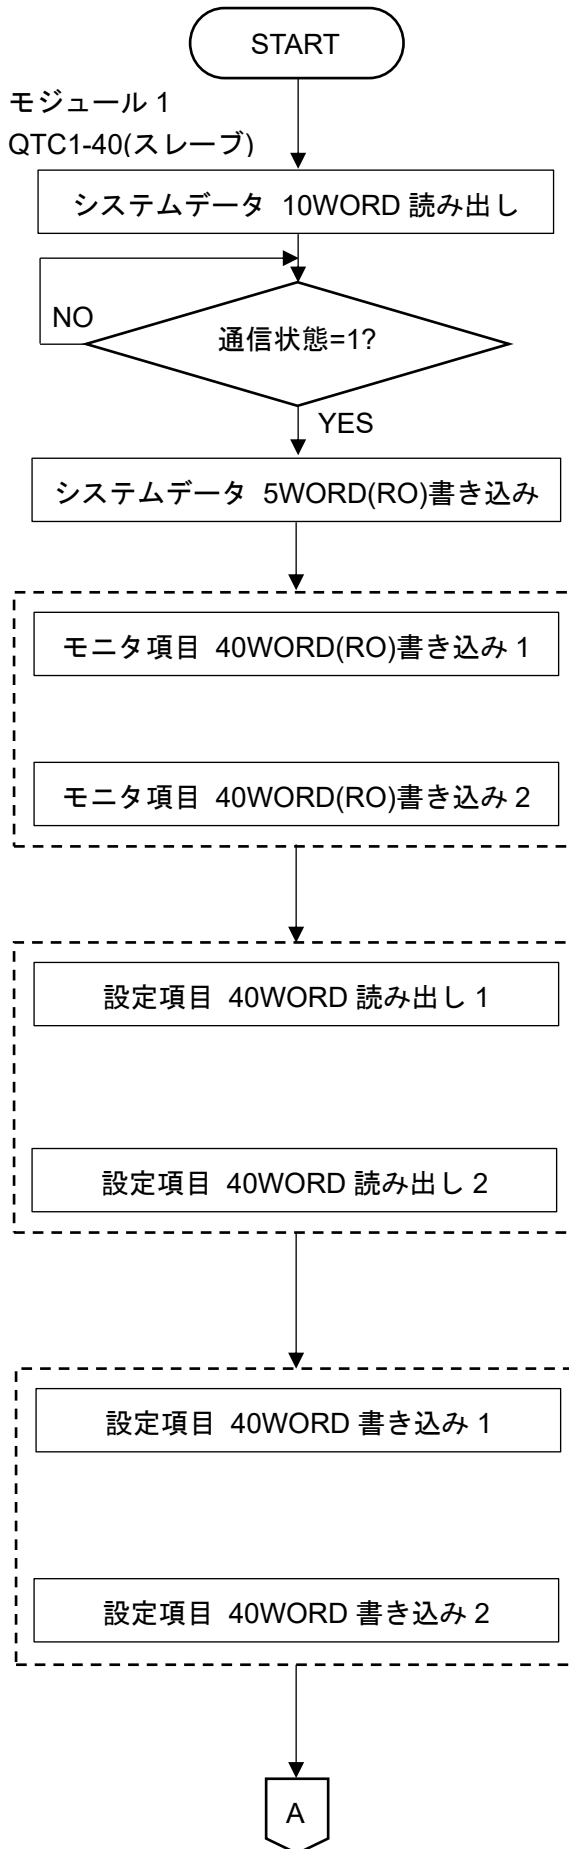 START
モジュール 1
QTC1-40(スレーブ)
システムデータ 10WORD 読み出し
NO
通信状態=1?
YES
システムデータ 5WORD(RO)書き込み
モニタ項目 40WORD(RO)書き込み 1
モニタ項目 40WORD(RO)書き込み 2
設定項目 40WORD 読み出し 1
設定項目 40WORD 読み出し 2
設定項目 40WORD 書き込み 1
設定項目 40WORD 書き込み 2
A